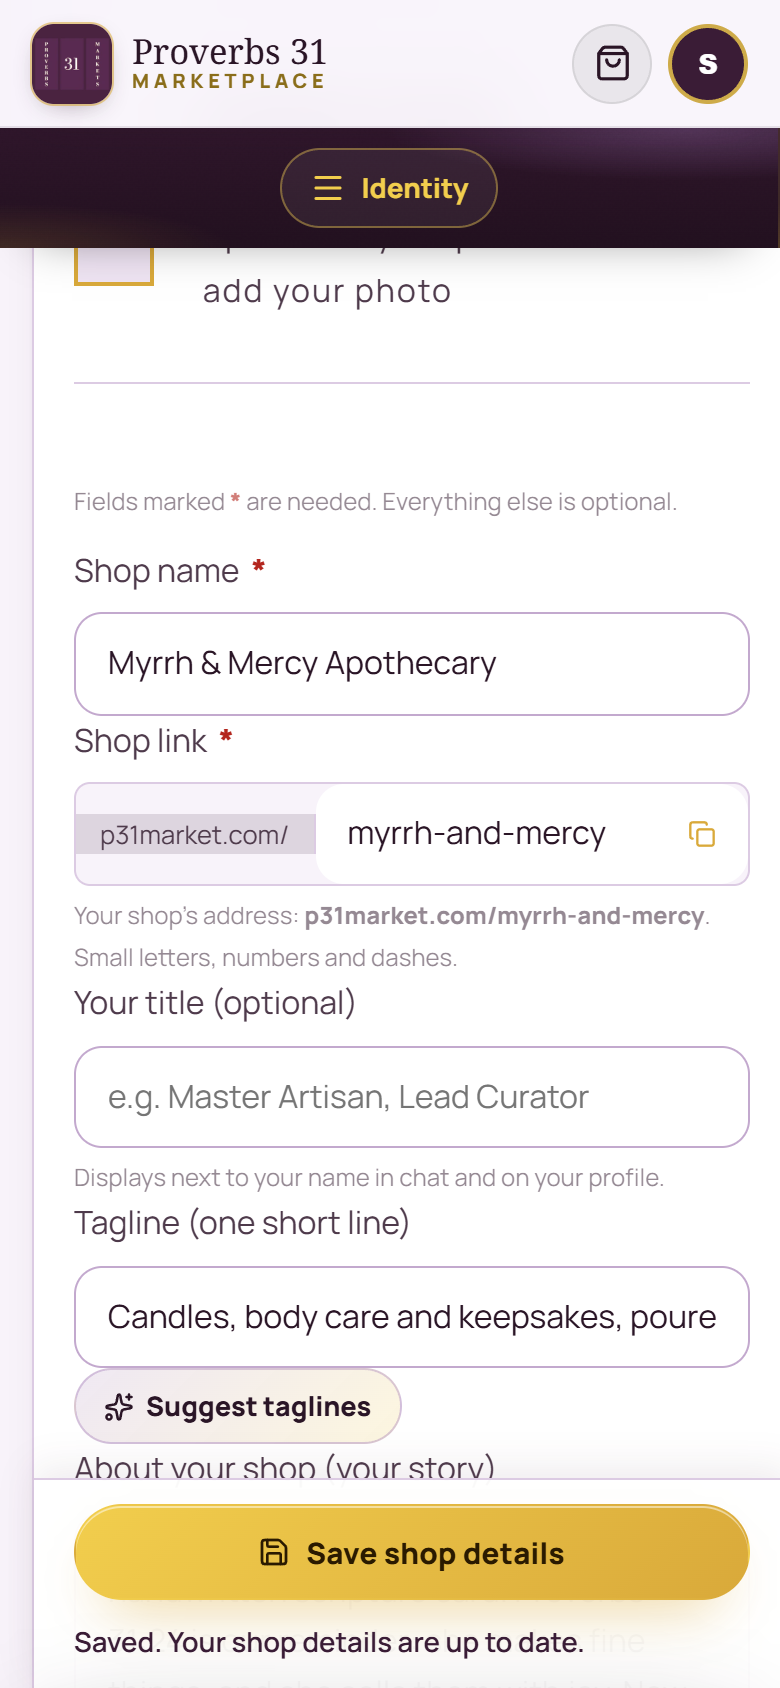 PROVERBS 31 MARKETS
Proverbs 31
MARKETPLACE
S
Identity
add your photo
Fields marked * are needed. Everything else is optional.
Shop name *
Myrrh & Mercy Apothecary
Shop link *
p31market.com/ myrrh-and-mercy
Your shop's address: p31market.com/myrrh-and-mercy.
Small letters, numbers and dashes.
Your title (optional)
e.g. Master Artisan, Lead Curator
Displays next to your name in chat and on your profile.
Tagline (one short line)
Candles, body care and keepsakes, poure
Suggest taglines
About your shop (your story)
Save shop details
Saved. Your shop details are up to date.
fine